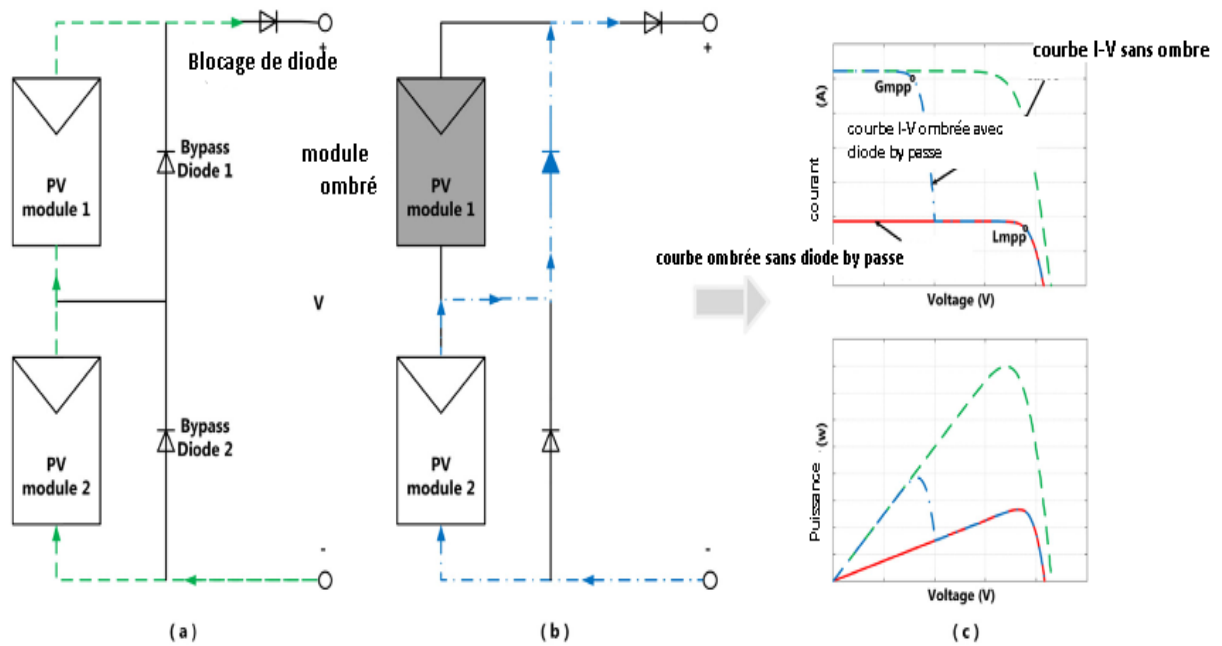 +
Blocage de diode
PV
module 1
Bypass
Diode 1
PV
module 2
Bypass
Diode 2
-
( a )
V
+
module
ombré
PV
module 1
PV
module 2
-
( b )
courbe I-V sans ombre
Gmpp
courbe I-V ombrée avec
diode by passe
Lmpp
courbe ombrée sans diode by passe
courant
(A)
Voltage (V)
Puissance (w)
Voltage (V)
( c )